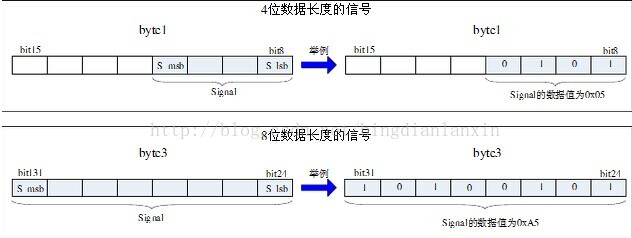 4位数据长度的信号
byte1
byte1
bit15
bit8
举例
bit15
bit8
S_msb
S_lsb
0 1 0 1
Signal
Signal的数据值为0x05
8位数据长度的信号
byte3
byte3
bit31
bit24
举例
bit31
bit24
S_msb
S_lsb
1 0 1 0 0 1 0 1
Signal
Signal的数据值为0xA5